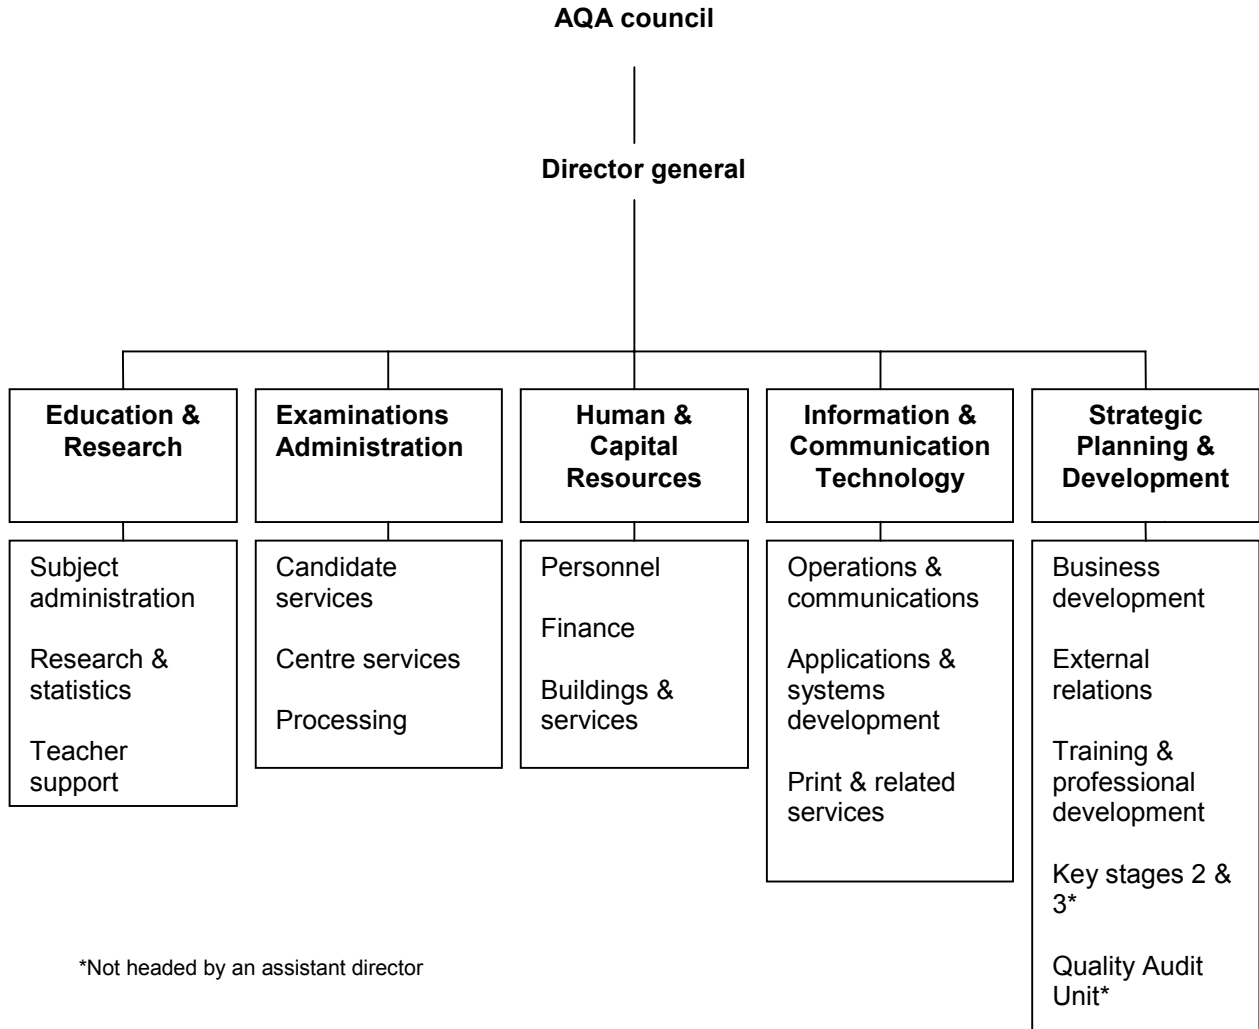 AQA council
Director general
Education &
Research
Examinations
Administration
Human &
Capital
Resources
Information &
Communication
Technology
Strategic
Planning &
Development
Subject
administration
Research &
statistics
Teacher
support
Candidate
services
Centre services
Processing
Personnel
Finance
Buildings &
services
Operations &
communications
Applications &
systems
development
Print & related
services
Business
development
External
relations
Training &
professional
development
Key stages 2 &
3*
Quality Audit
Unit*
*Not headed by an assistant director